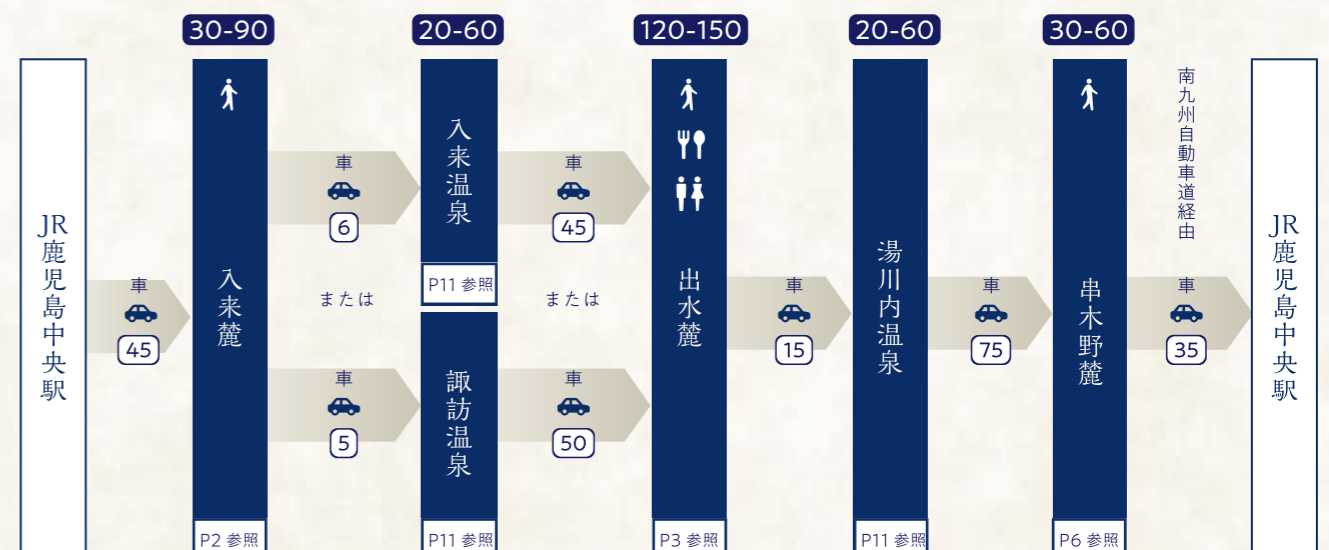 30-90
20-60
120-150
20-60
30-60
JR鹿児島中央駅
車
45
入来麓
P2 参照
車
6
または
車
5
入来温泉
P11 参照
諏訪温泉
P11 参照
車
45
または
車
50
出水麓
P3 参照
車
15
湯川内温泉
P11 参照
車
75
串木野麓
P6 参照
南九州自動車道経由
車
35
JR鹿児島中央駅